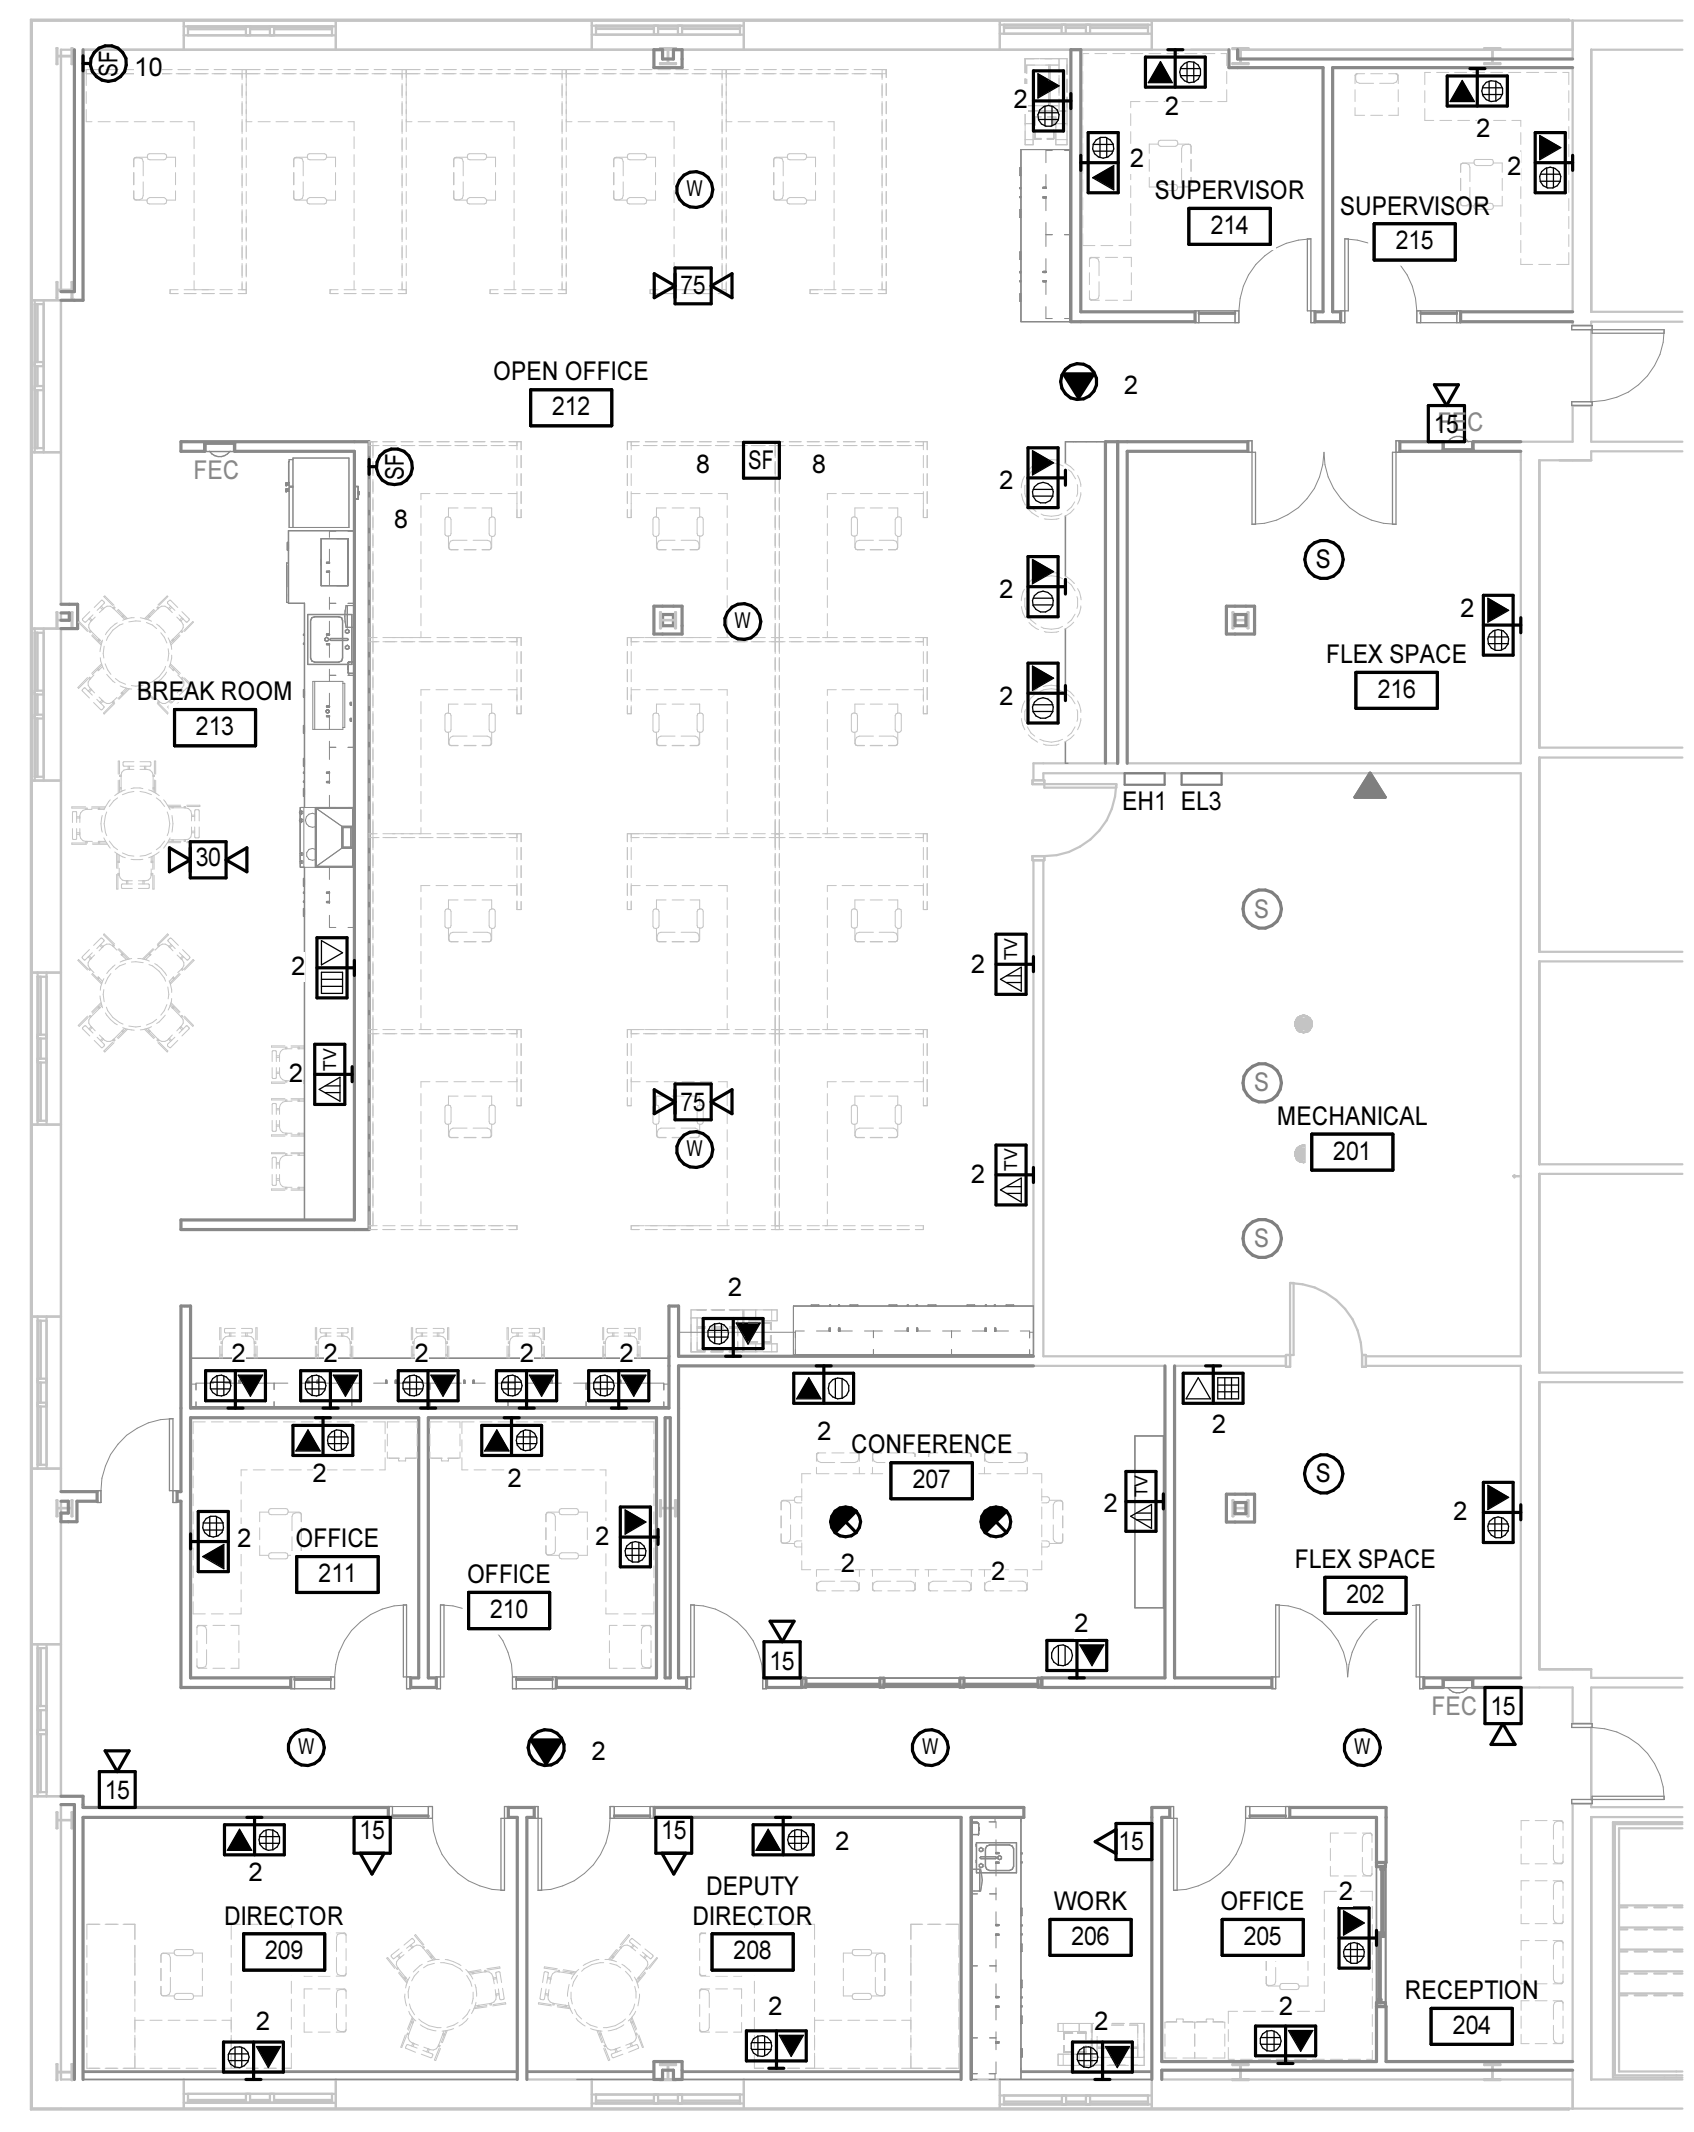 SF 10
2
2
2
2
2
2
W
SUPERVISOR
214
SUPERVISOR
215
75
OPEN OFFICE
212
2
15
FEC
FEC
SF
8
8 SF 8
2
S
2
2
W
FLEX SPACE
216
2
BREAK ROOM
213
EH1 EL3
30
S
2
TV
2
TV
2
S
75
MECHANICAL
201
W
TV
2
S
2
2
2
2
2
2
2
2
CONFERENCE
207
2
2
S
TV
2
2
2
2
OFFICE
211
OFFICE
210
2
2
FLEX SPACE
202
2
15
FEC
15
W
2
W
W
15
15
15
15
2
2
DEPUTY
DIRECTOR
208
DIRECTOR
209
WORK
206
OFFICE
205
2
RECEPTION
204
2
2
2
2